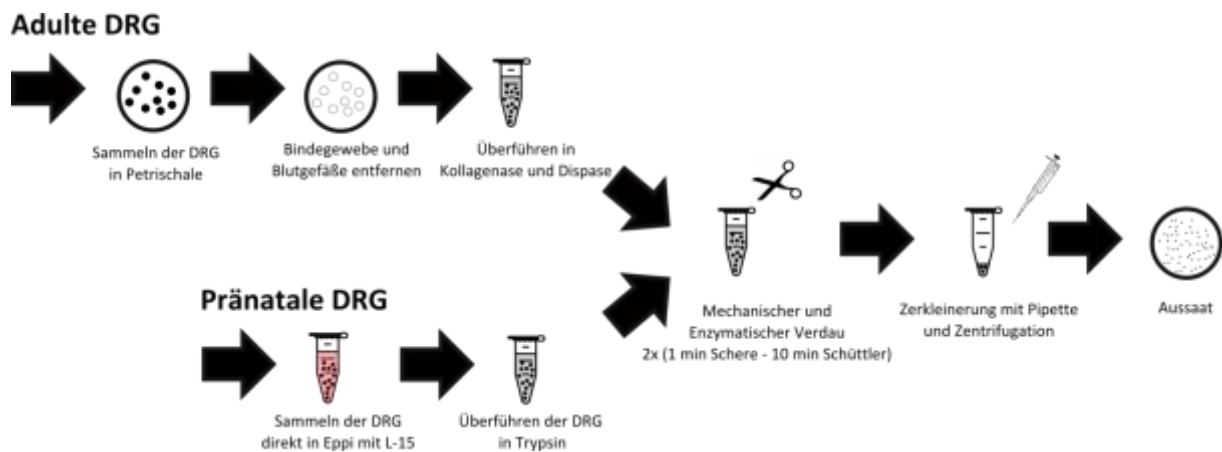 Adulte DRG
Sammeln der DRG
in Petrischale
Bindegewebe und
Blutgefäße entfernen
Überführen in
Kollagenase und Dispase
Pränatale DRG
Sammeln der DRG
direkt in Eppi mit L-15
Überführen der DRG
in Trypsin
Mechanischer und
Enzymatischer Verdau
2x (1 min Schere - 10 min Schüttler)
Zerkleinerung mit Pipette
und Zentrifugation
Aussaat